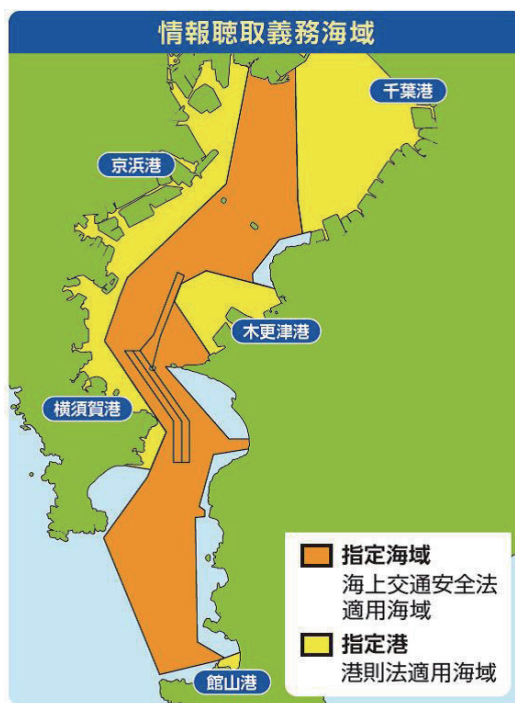 情報聴取義務海域
千葉港
京浜港
木更津港
横須賀港
館山港
指定海域
海上交通安全法
適用海域
指定港
港則法適用海域